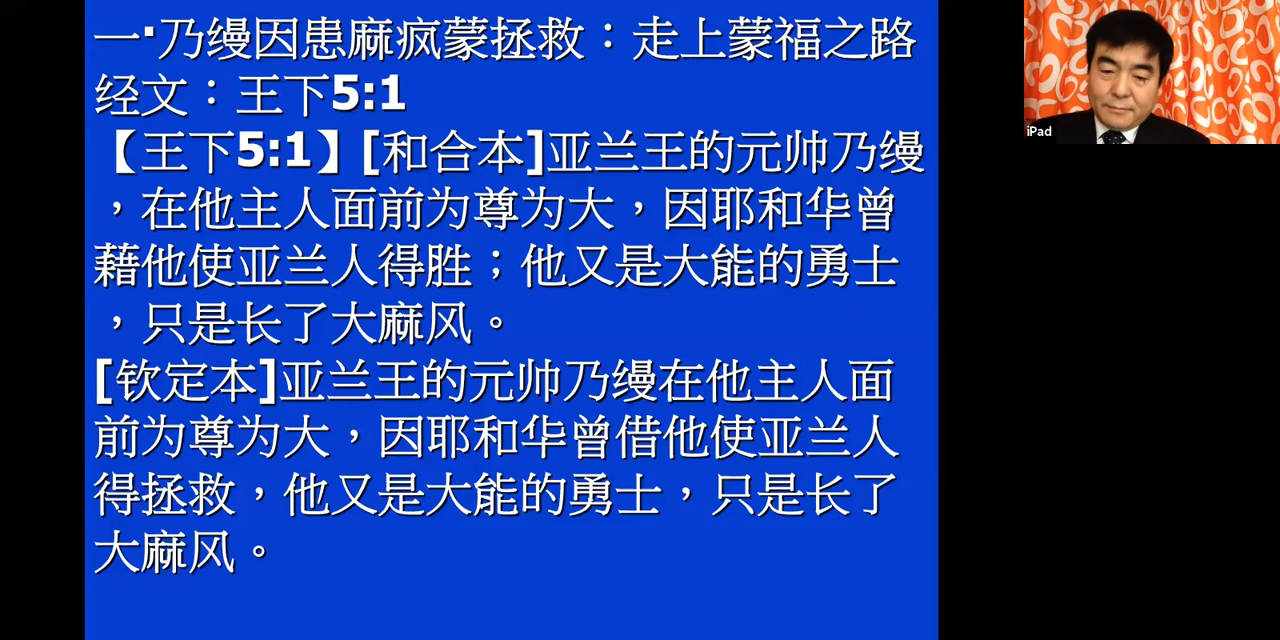 一·乃缦因患麻疯蒙拯救：走上蒙福之路
经文：王下5:1
【王下5:1】[和合本]亚兰王的元帅乃缦
，在他主人面前为尊为大，因耶和华曾
藉他使亚兰人得胜；他又是大能的勇士
，只是长了大麻风。
[钦定本]亚兰王的元帅乃缦在他主人面
前为尊为大，因耶和华曾借他使亚兰人
得拯救，他又是大能的勇士，只是长了
大麻风。
iPad